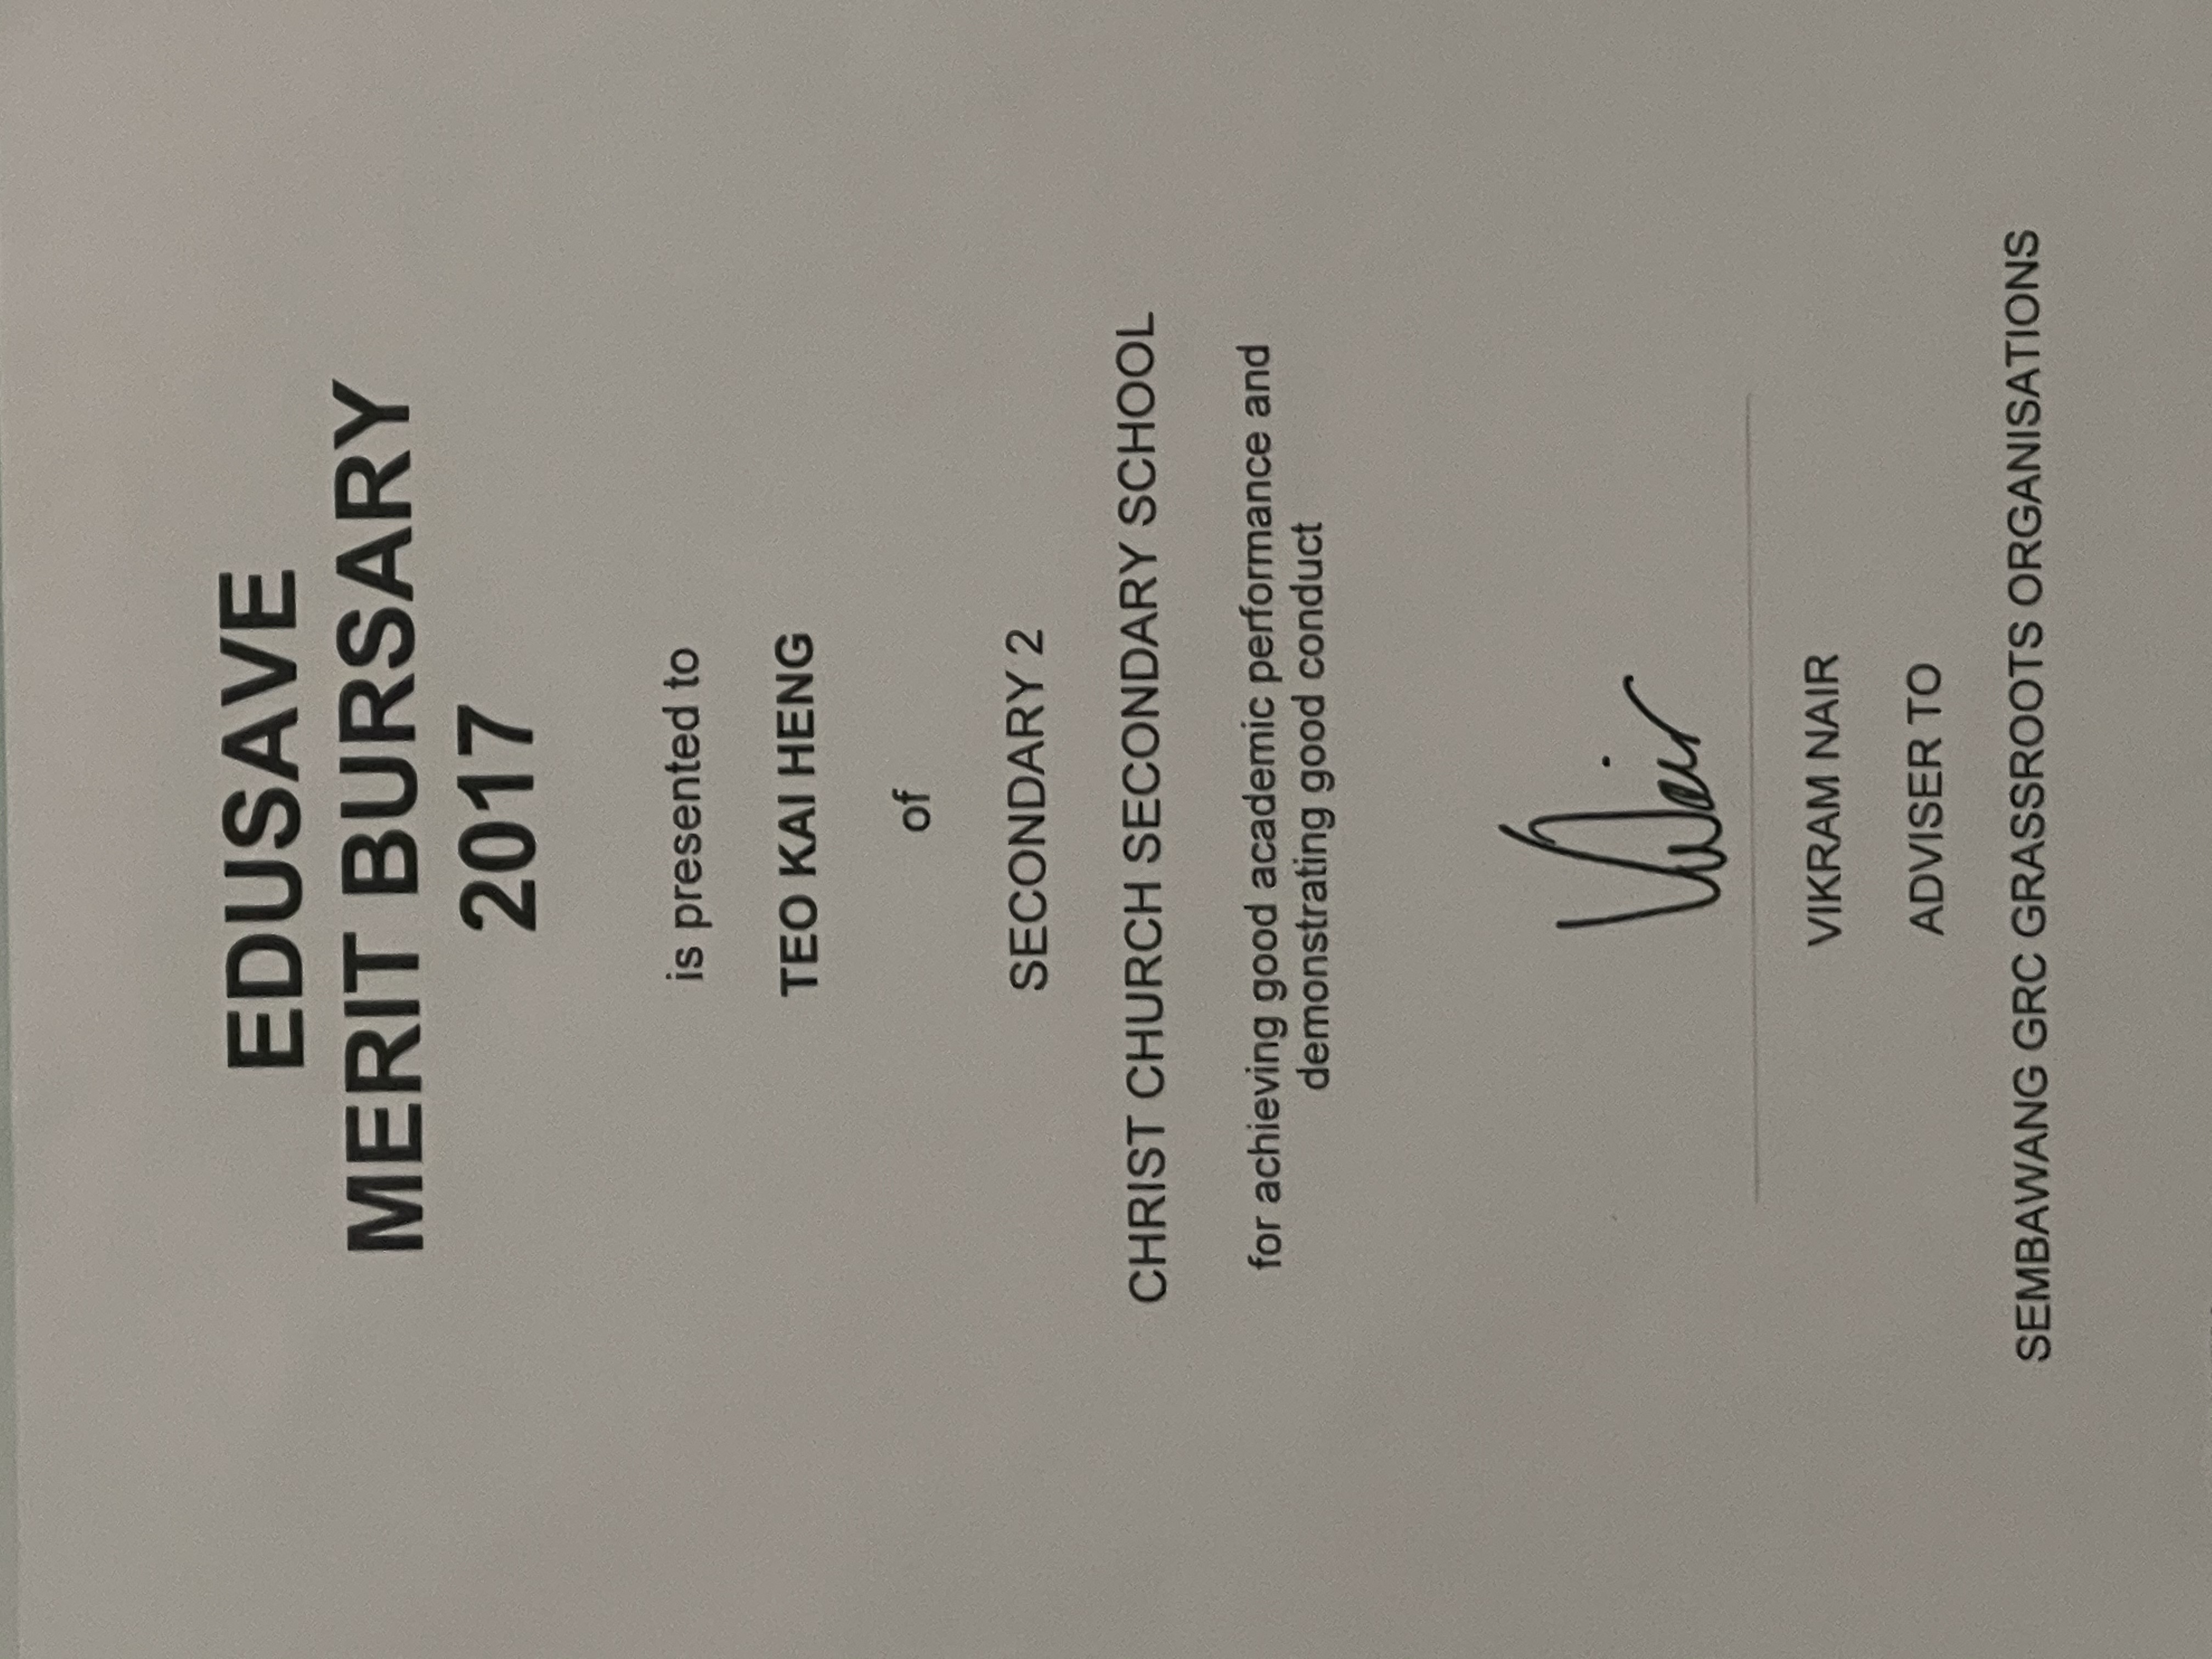 EDUSAVE
MERIT BURSARY
2017
is presented to
TEO KAI HENG
of
SECONDARY 2
CHRIST CHURCH SECONDARY SCHOOL
for achieving good academic performance and
demonstrating good conduct
VNair
VIKRAM NAIR
ADVISER TO
SEMBAWANG GRC GRASSROOTS ORGANISATIONS